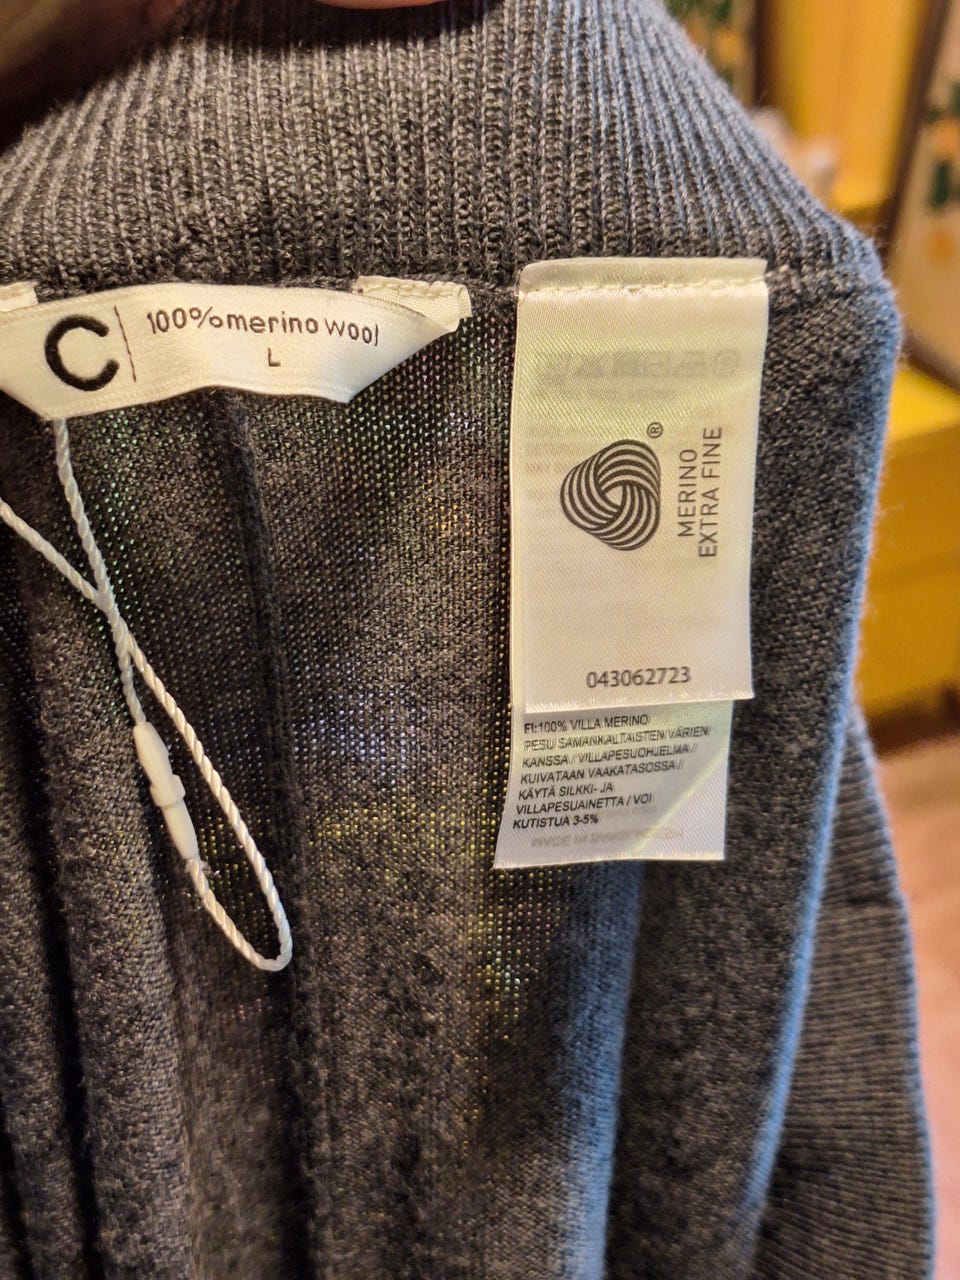 C
100% merino wool
L
®
MERINO
EXTRA FINE
043062723
FI: 100% VILLA MERINO
PESU SAMANKALTAISTEN VÄRIEN
KANSSA // VILLAPESUOHJELMA //
KUIVATAAN VAAKATASOSSA //
KÄYTÄ SILKKI- JA
VILLAPESUAINETTA / VOI
KUTISTUA 3-5%